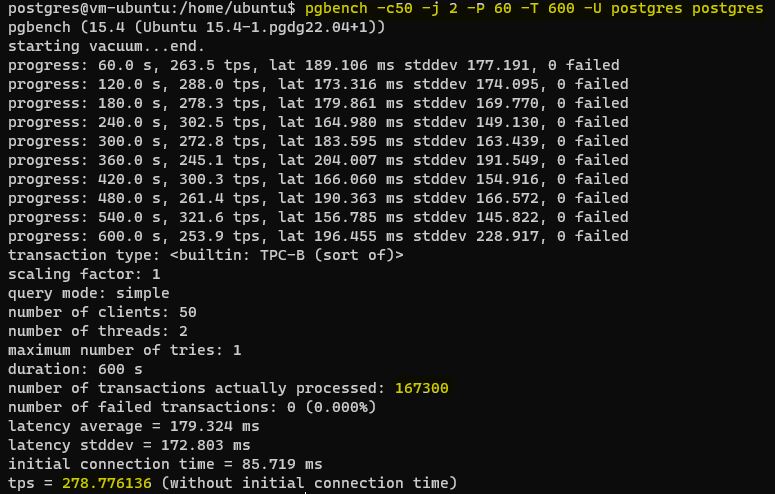 postgres@vm-ubuntu:/home/ubuntu$ pgbench -c50 -j 2 -P 60 -T 600 -U postgres postgres
pgbench (15.4 (Ubuntu 15.4-1.pgdg22.04+1))
starting vacuum...end.
progress: 60.0 s, 263.5 tps, lat 189.106 ms stddev 177.191, 0 failed
progress: 120.0 s, 288.0 tps, lat 173.316 ms stddev 174.095, 0 failed
progress: 180.0 s, 278.3 tps, lat 179.861 ms stddev 169.770, 0 failed
progress: 240.0 s, 302.5 tps, lat 164.980 ms stddev 149.130, 0 failed
progress: 300.0 s, 272.8 tps, lat 183.595 ms stddev 163.439, 0 failed
progress: 360.0 s, 245.1 tps, lat 204.007 ms stddev 191.549, 0 failed
progress: 420.0 s, 300.3 tps, lat 166.060 ms stddev 154.916, 0 failed
progress: 480.0 s, 261.4 tps, lat 190.363 ms stddev 166.572, 0 failed
progress: 540.0 s, 321.6 tps, lat 156.785 ms stddev 145.822, 0 failed
progress: 600.0 s, 253.9 tps, lat 196.455 ms stddev 228.917, 0 failed
transaction type: <builtin: TPC-B (sort of)>
scaling factor: 1
query mode: simple
number of clients: 50
number of threads: 2
maximum number of tries: 1
duration: 600 s
number of transactions actually processed: 167300
number of failed transactions: 0 (0.000%)
latency average = 179.324 ms
latency stddev = 172.803 ms
initial connection time = 85.719 ms
tps = 278.776136 (without initial connection time)